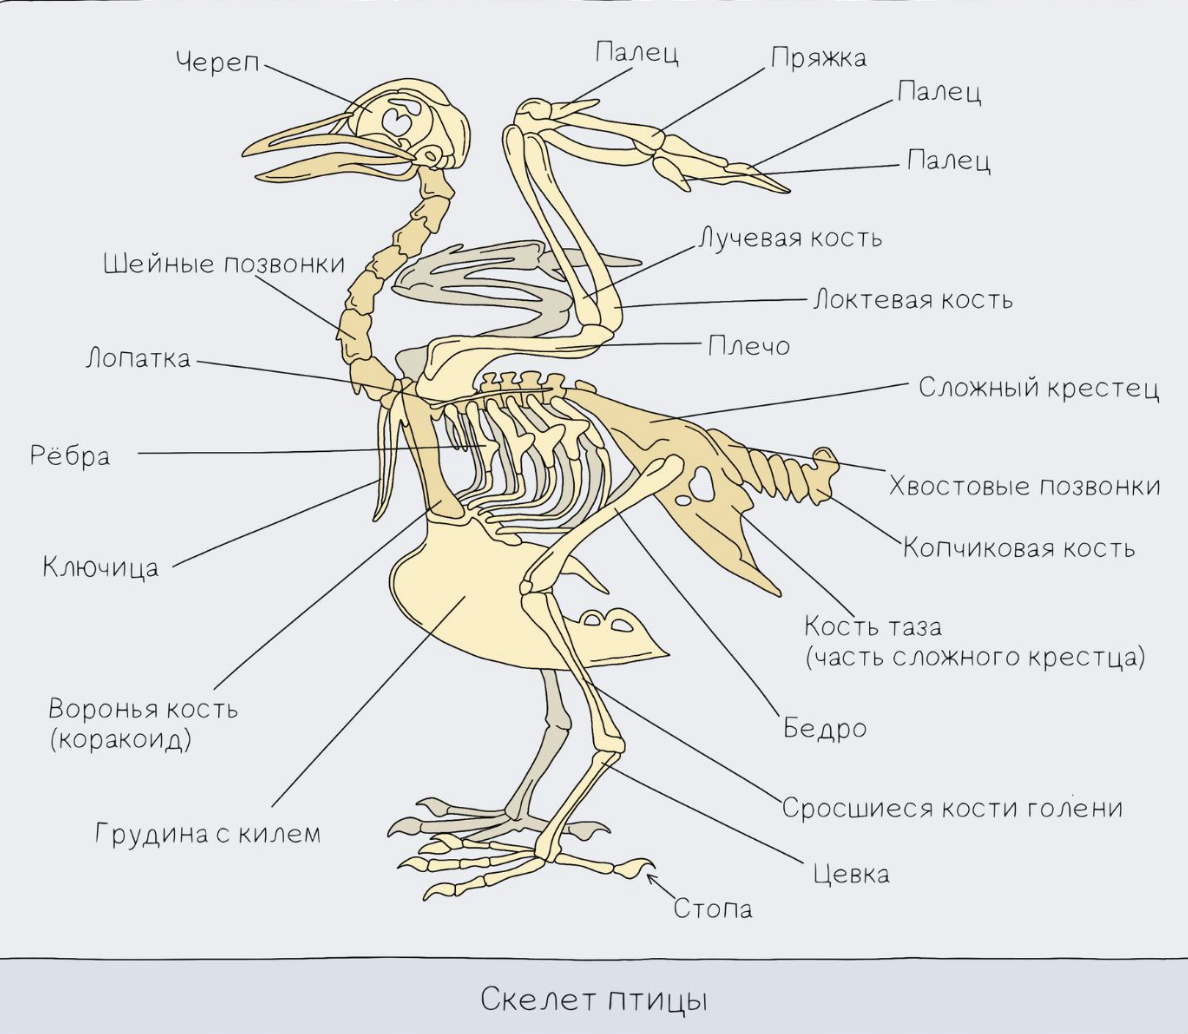 Череп
Палец
Пряжка
Палец
Палец
Лучевая кость
Шейные позвонки
Локтевая кость
Плечо
Лопатка
Сложный крестец
Рёбра
Хвостовые позвонки
Копчиковая кость
Ключица
Кость таза
(часть сложного крестца)
Воронья кость
(коракоид)
Бедро
Сросшиеся кости голени
Грудина с килем
Цевка
Стопа
Скелет птицы